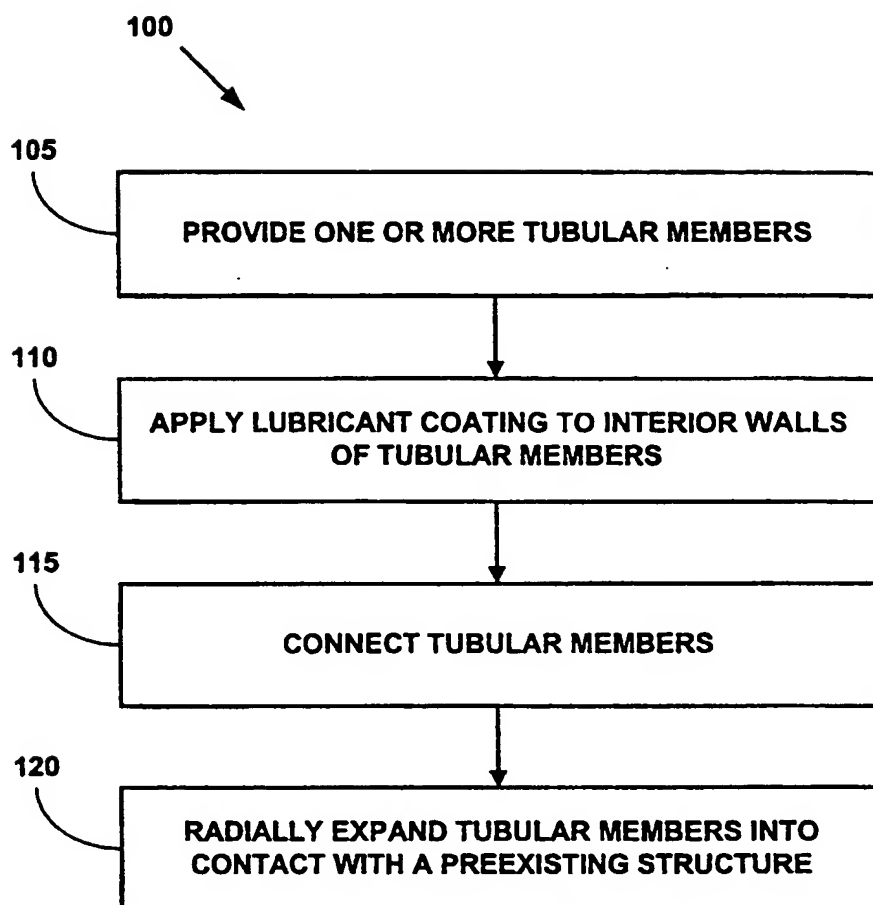 100
105
PROVIDE ONE OR MORE TUBULAR MEMBERS
110
APPLY LUBRICANT COATING TO INTERIOR WALLS
OF TUBULAR MEMBERS
115
CONNECT TUBULAR MEMBERS
120
RADIALLY EXPAND TUBULAR MEMBERS INTO
CONTACT WITH A PREEXISTING STRUCTURE